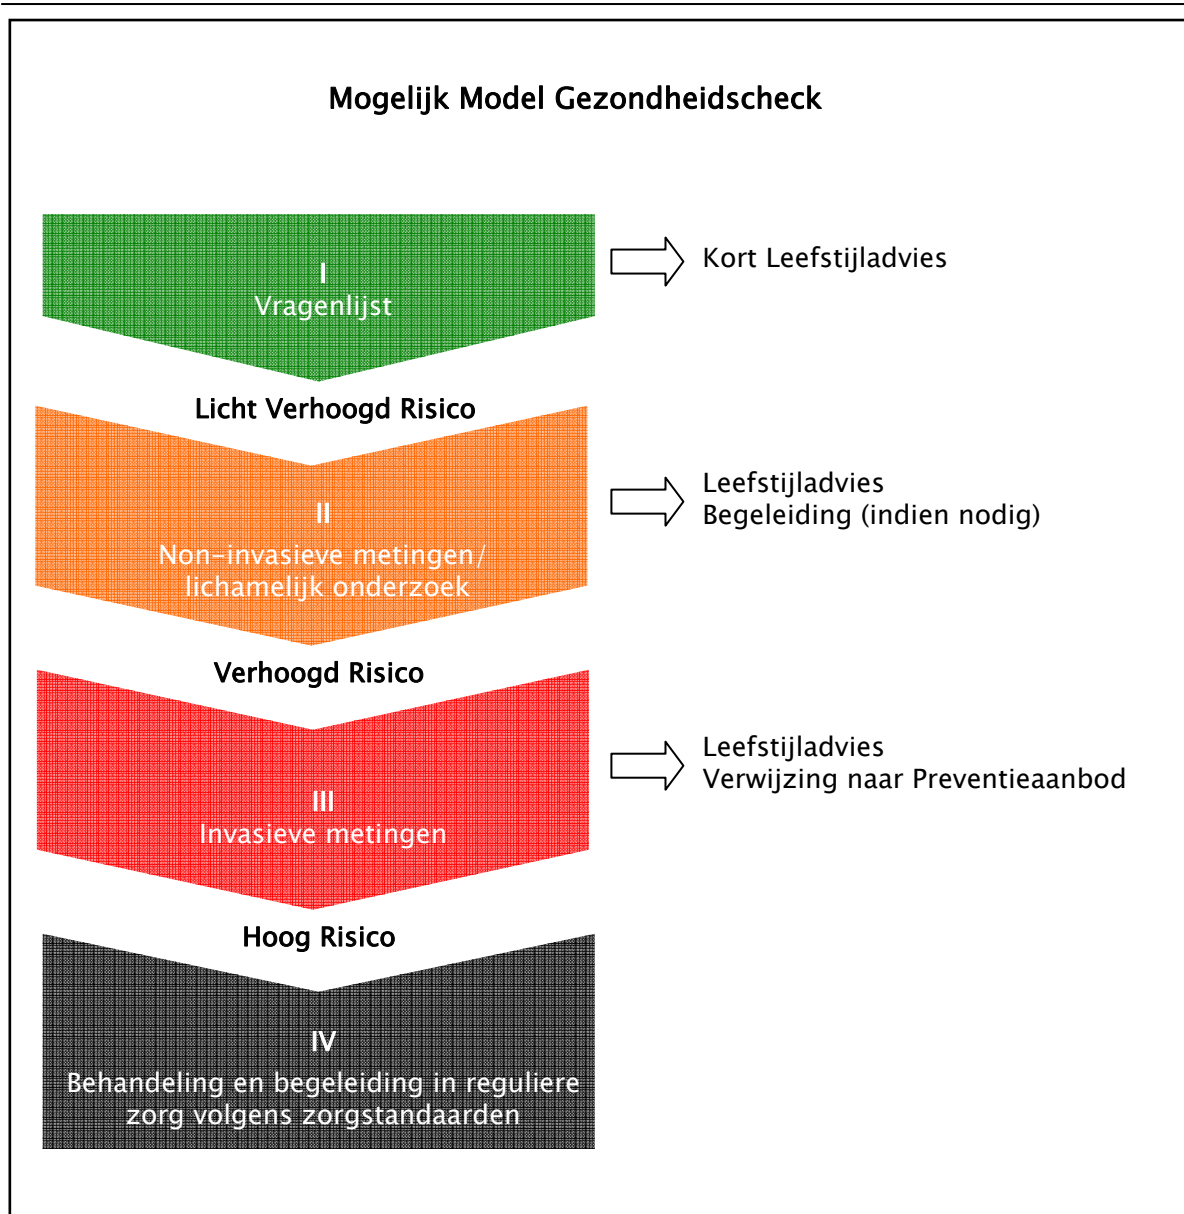 Mogelijk Model Gezondheidscheck
I
Vragenlijst
Kort Leefstijladvies
Licht Verhoogd Risico
II
Non-invasieve metingen/
lichamelijk onderzoek
Leefstijladvies
Begeleiding (indien nodig)
Verhoogd Risico
III
Invasieve metingen
Leefstijladvies
Verwijzing naar Preventieaanbod
Hoog Risico
IV
Behandeling en begeleiding in reguliere
zorg volgens zorgstandaarden